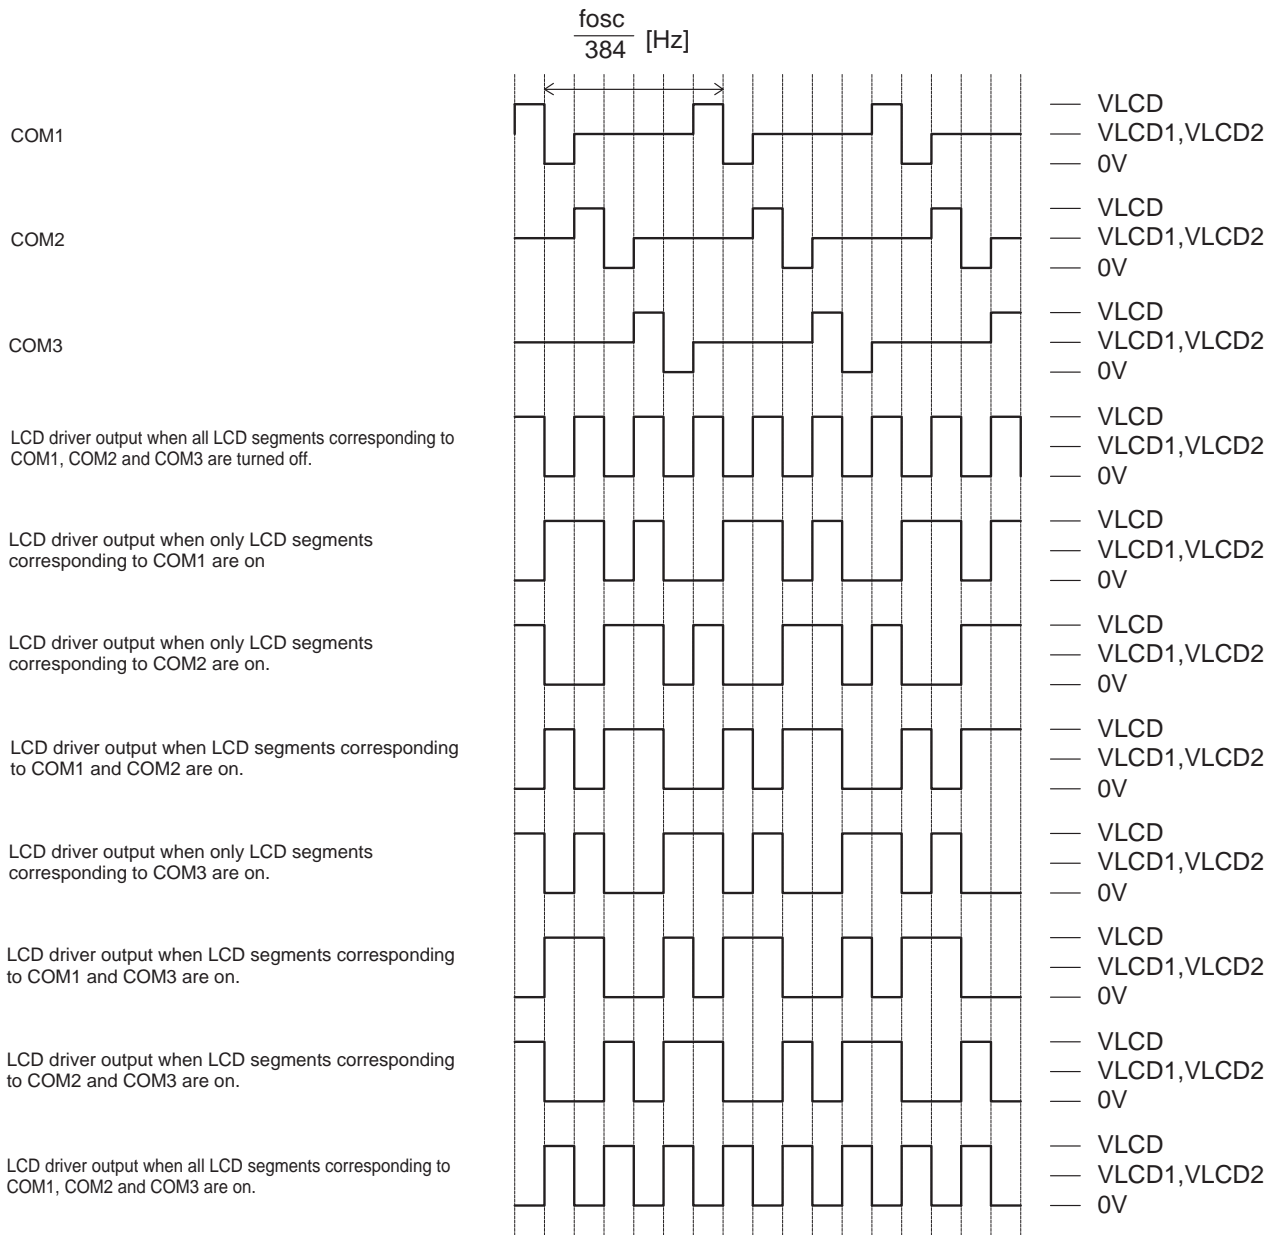 fosc
384 [Hz]
COM1
VLCD
VLCD1,VLCD2
0V
COM2
VLCD
VLCD1,VLCD2
0V
COM3
VLCD
VLCD1,VLCD2
0V
LCD driver output when all LCD segments corresponding to
COM1, COM2 and COM3 are turned off.
VLCD
VLCD1,VLCD2
0V
LCD driver output when only LCD segments
corresponding to COM1 are on
VLCD
VLCD1,VLCD2
0V
LCD driver output when only LCD segments
corresponding to COM2 are on.
VLCD
VLCD1,VLCD2
0V
LCD driver output when LCD segments corresponding
to COM1 and COM2 are on.
VLCD
VLCD1,VLCD2
0V
LCD driver output when only LCD segments
corresponding to COM3 are on.
VLCD
VLCD1,VLCD2
0V
LCD driver output when LCD segments corresponding
to COM1 and COM3 are on.
VLCD
VLCD1,VLCD2
0V
LCD driver output when LCD segments corresponding
to COM2 and COM3 are on.
VLCD
VLCD1,VLCD2
0V
LCD driver output when all LCD segments corresponding to
COM1, COM2 and COM3 are on.
VLCD
VLCD1,VLCD2
0V